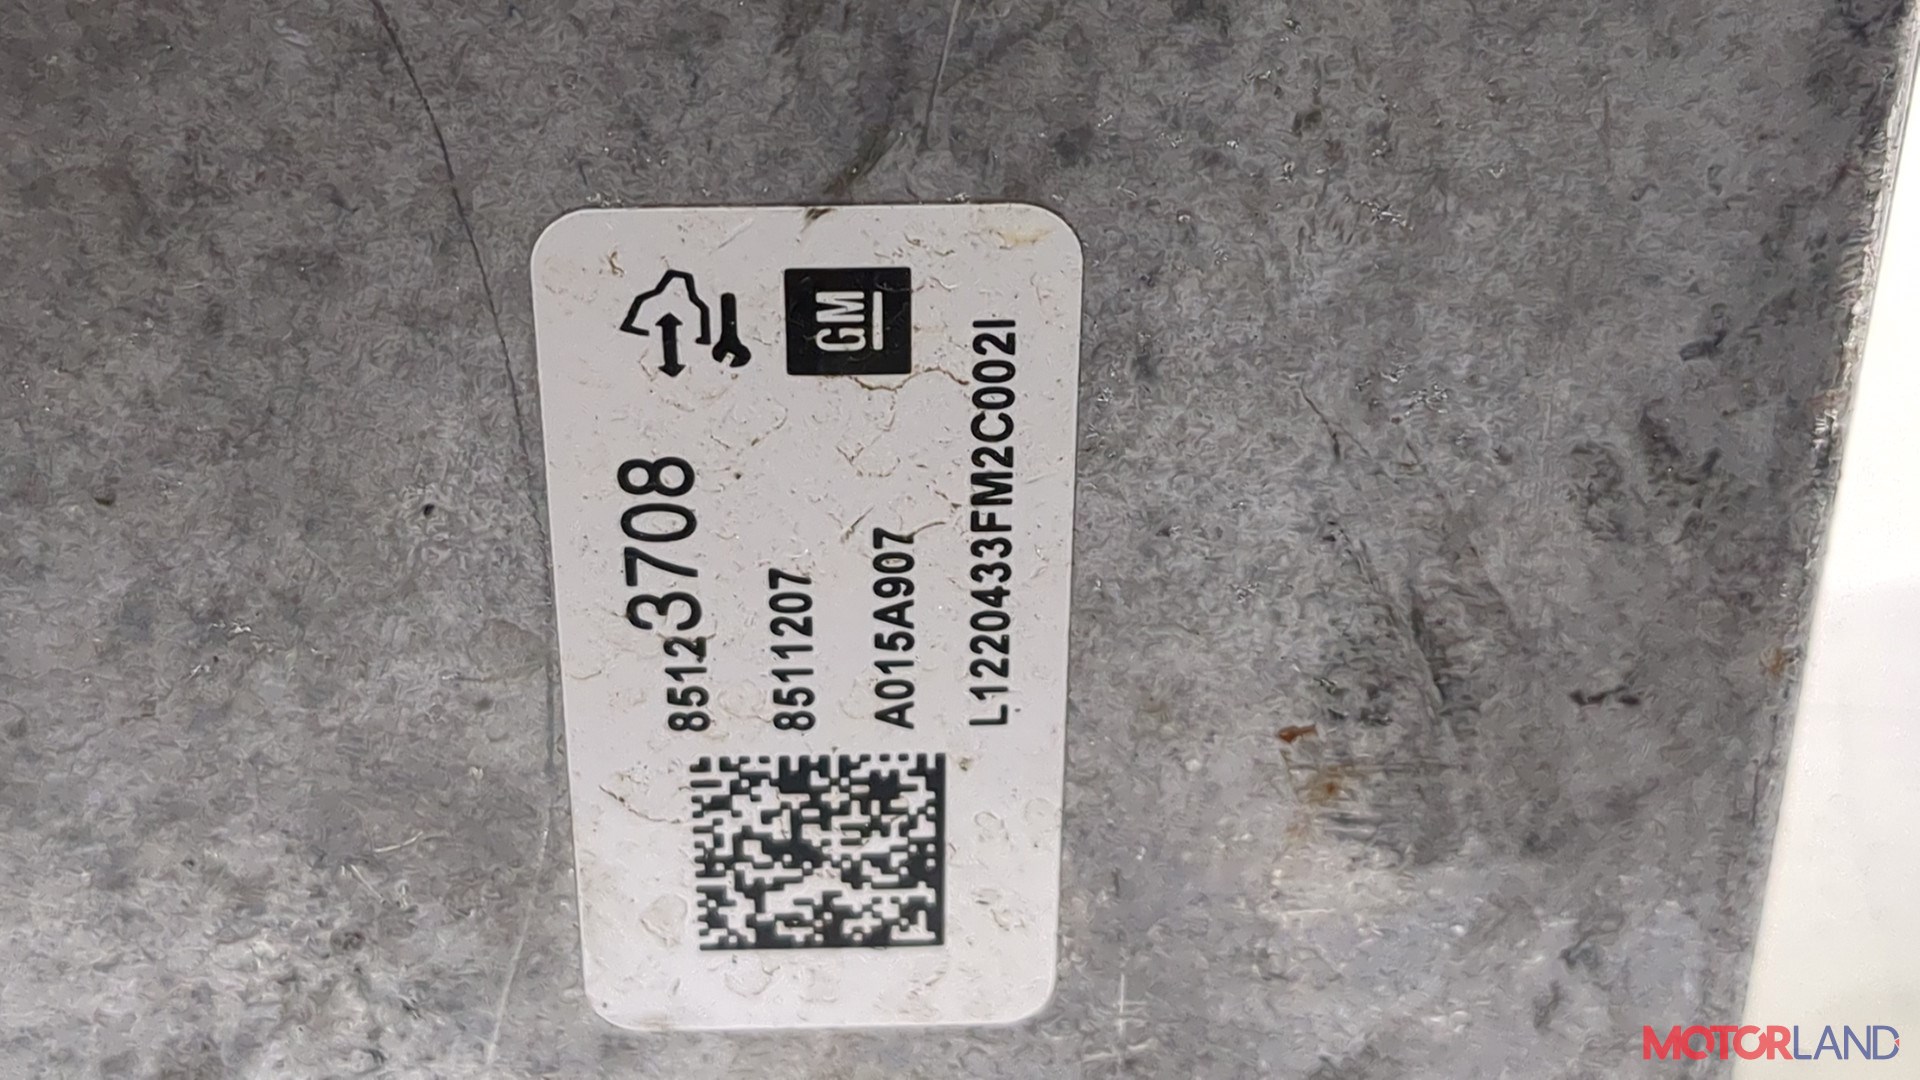 85123708
GM
85111207
A015A907
L1220433FM2C002I
MOTORLAND